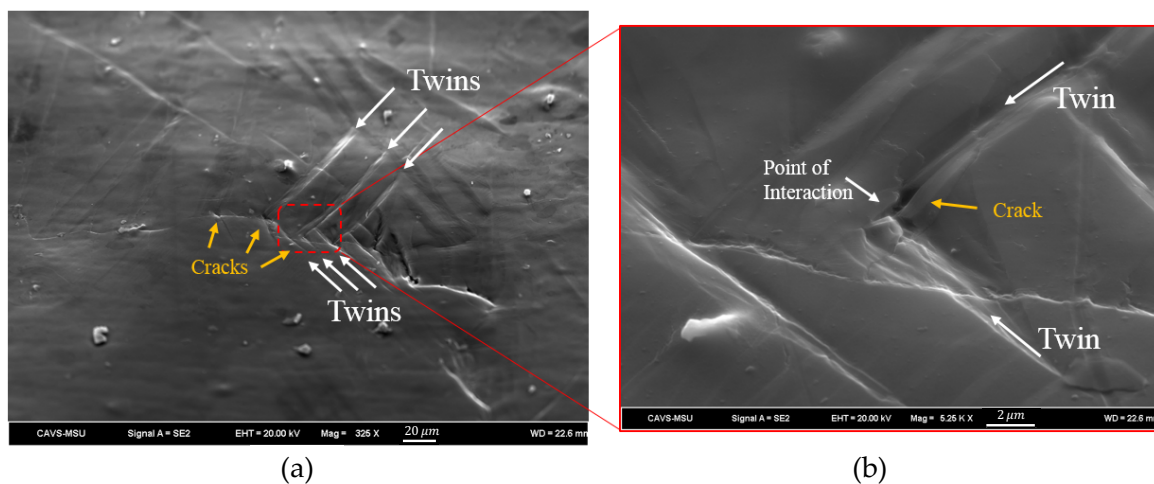 Twins
Cracks
Twins
CAVS-MSU Signal A = SE2 EHT = 20.00 kV Mag = 325 X 20 μm WD = 22.6 mm
(a)
Twin
Point of
Interaction
Crack
Twin
CAVS-MSU Signal A = SE2 EHT = 20.00 kV Mag = 5.25 K X 2 μm WD = 22.6 mm
(b)